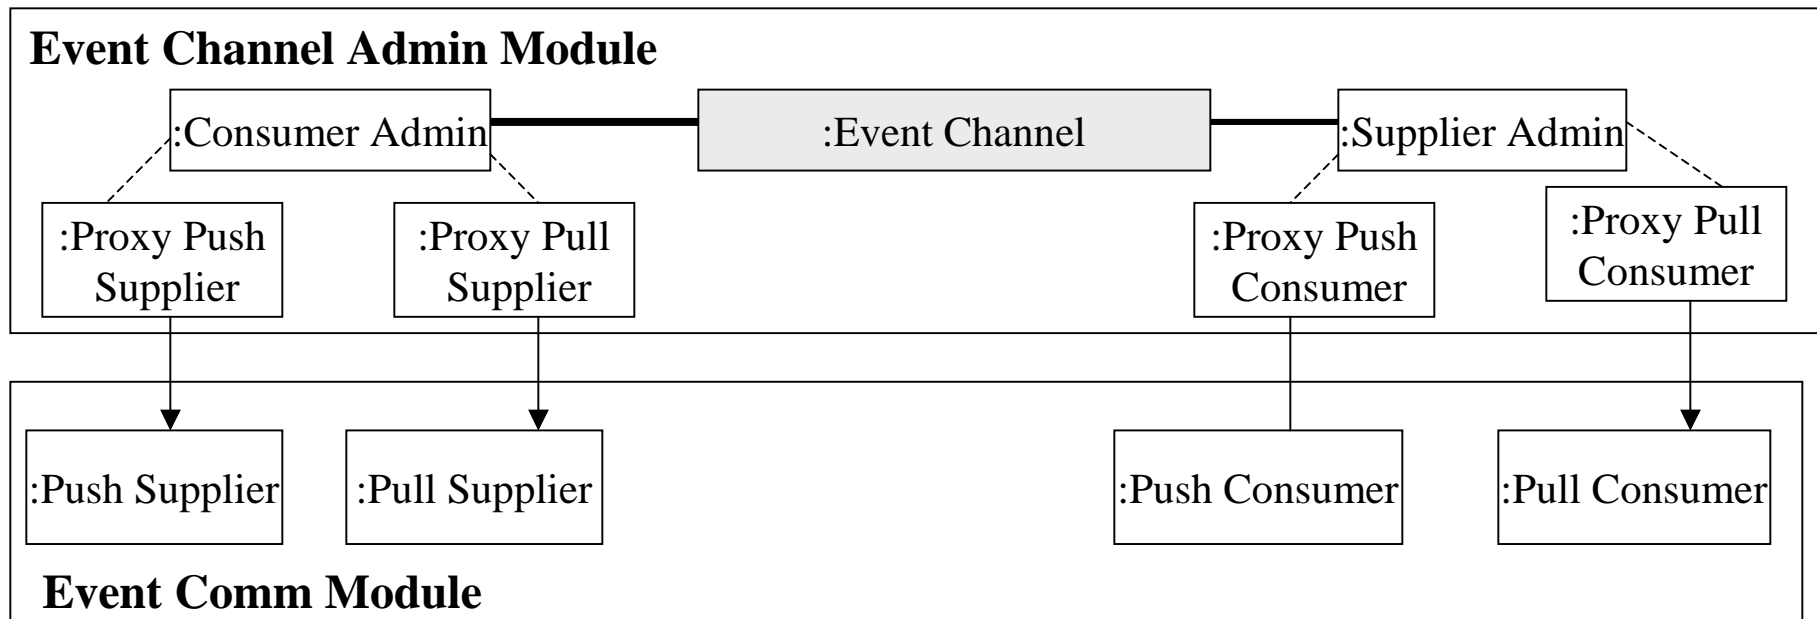 Event Channel Admin Module
:Consumer Admin
:Event Channel
:Supplier Admin
:Proxy Push
Supplier
:Proxy Pull
Supplier
:Proxy Push
Consumer
:Proxy Pull
Consumer
:Push Supplier
:Pull Supplier
:Push Consumer
:Pull Consumer
Event Comm Module